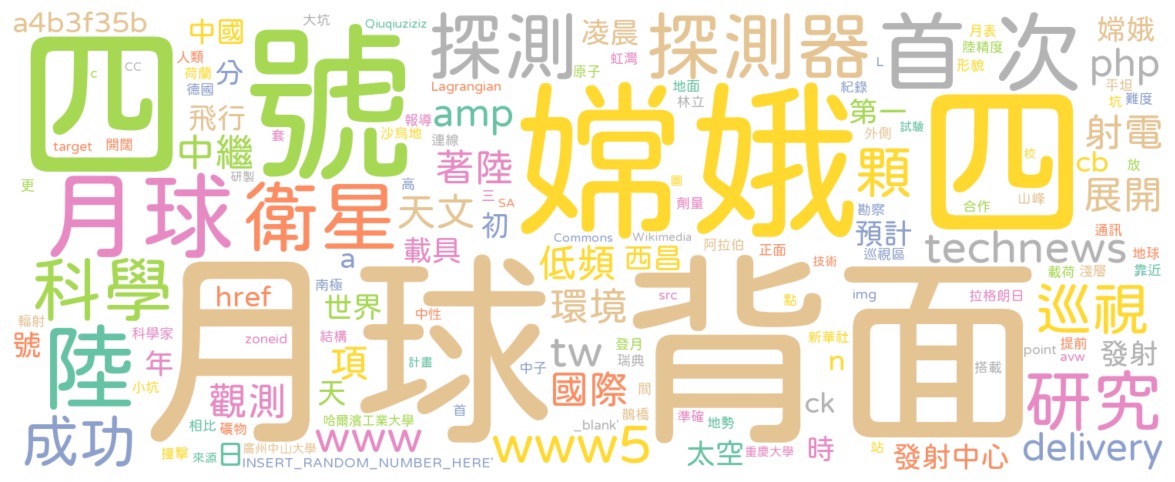 a4b3f35b
四
號
中國
大坑
Qiuqiuziziz
探測
凌晨
探測器
首次
月表
陸精度
形貌
嫦娥
php
c
CC
人類
荷蘭
德國
分
飛行
Lagrangian
原子
虹灣
地面
林立
紀錄
L
平坦
坑
難度
target
開闊
套
沙烏地
報導
連線
amp
第一
外側
試驗
射電
中繼
研製
著陸
嫦娥
四
校
cb
放
更
月球
衛星
高
三
SA
天文
初
圖
劑量
顆
勘察
合作
山峰
展開
載具
a
Commons
Wikimedia
阿拉伯
正面
預計
巡視區
technews
通訊
地球
靠近
科學
href
南極
世界
中性
低頻
西昌
環境
src
技術
點
月球背面
img
載荷
淺層
拉格朗日
巡視
輻射
號
科學家
zoneid
結構
計畫
項
tw
登月
瑞典
新華社
n
搭載
point
提前
avw
發射
陸
年
小坑
觀測
天
中子
國際
間
ck
研究
成功
相比
礦物
哈爾濱工業大學
首
www
www5
_blank'
鵲橋
準確
地勢
撞擊
來源
日
廣州中山大學
INSERT_RANDOM_NUMBER_HERE'
太空
重慶大學
時
站
發射中心
delivery